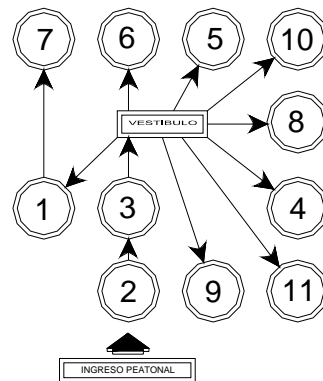 7 6 5 10
VESTÍBULO
8
1 3 4
2 9 11
INGRESO PEATONAL